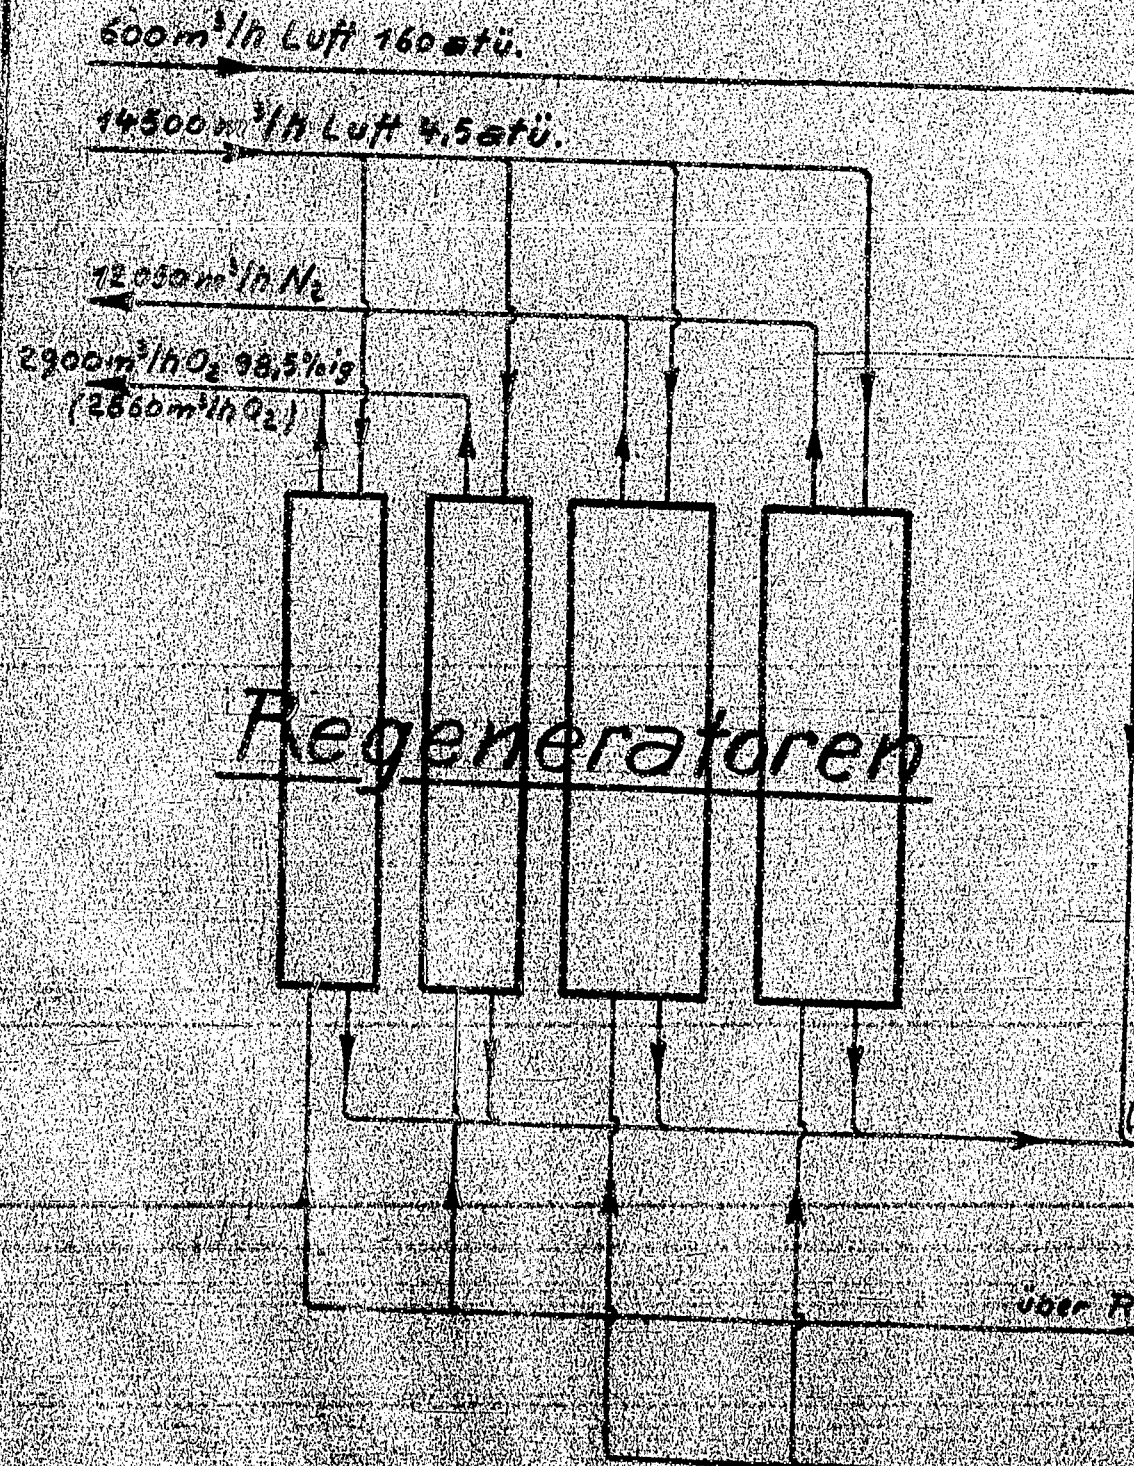 600 m³/h Luft 160 atü.
14500 m³/h Luft 4,5 atü.
12050 m³/h N₂
2900 m³/h O₂ 98,5%ig
(2860 m³/h O₂)
Regeneratoren
über R